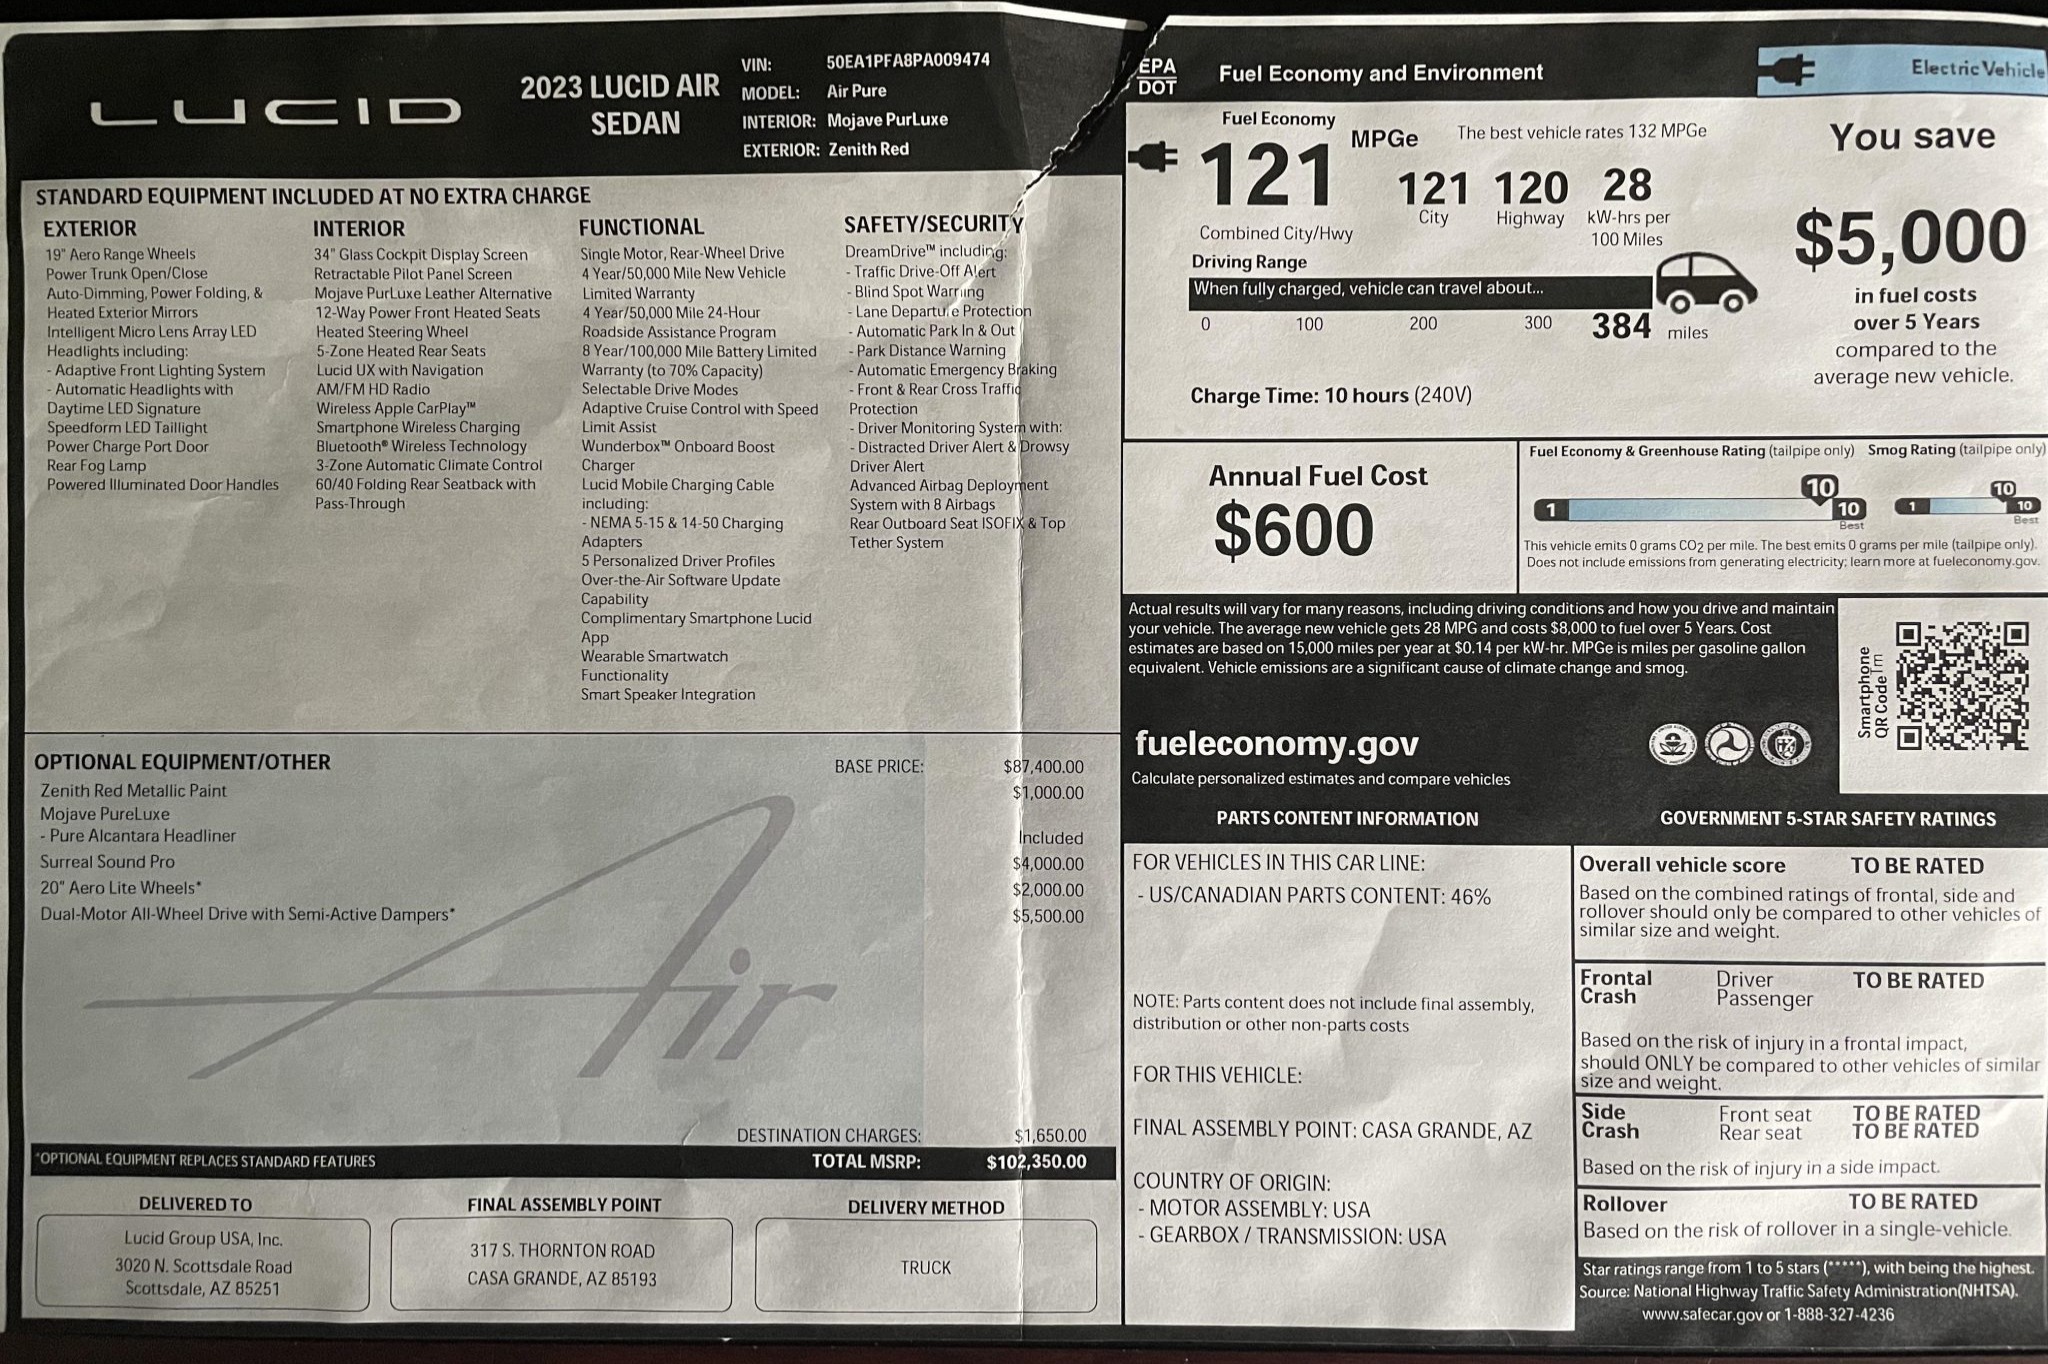 LUCID
2023 LUCID AIR
SEDAN
VIN: 50EA1PFA8PA009474
MODEL: Air Pure
INTERIOR: Mojave PurLuxe
EXTERIOR: Zenith Red
STANDARD EQUIPMENT INCLUDED AT NO EXTRA CHARGE
EXTERIOR
19" Aero Range Wheels
Power Trunk Open/Close
Auto-Dimming, Power Folding, &
Heated Exterior Mirrors
Intelligent Micro Lens Array LED
Headlights including:
- Adaptive Front Lighting System
- Automatic Headlights with
Daytime LED Signature
Speedform LED Taillight
Power Charge Port Door
Rear Fog Lamp
Powered Illuminated Door Handles
INTERIOR
34" Glass Cockpit Display Screen
Retractable Pilot Panel Screen
Mojave PurLuxe Leather Alternative
12-Way Power Front Heated Seats
Heated Steering Wheel
5-Zone Heated Rear Seats
Lucid UX with Navigation
AM/FM HD Radio
Wireless Apple CarPlay™
Smartphone Wireless Charging
Bluetooth® Wireless Technology
3-Zone Automatic Climate Control
60/40 Folding Rear Seatback with
Pass-Through
FUNCTIONAL
Single Motor, Rear-Wheel Drive
4 Year/50,000 Mile New Vehicle
Limited Warranty
4 Year/50,000 Mile 24-Hour
Roadside Assistance Program
8 Year/100,000 Mile Battery Limited
Warranty (to 70% Capacity)
Selectable Drive Modes
Adaptive Cruise Control with Speed
Limit Assist
Wunderbox™ Onboard Boost
Charger
Lucid Mobile Charging Cable
including:
- NEMA 5-15 & 14-50 Charging
Adapters
5 Personalized Driver Profiles
Over-the-Air Software Update
Capability
Complimentary Smartphone Lucid
App
Wearable Smartwatch
Functionality
Smart Speaker Integration
SAFETY/SECURITY
DreamDrive™ including:
- Traffic Drive-Off Alert
- Blind Spot Warning
- Lane Departure Protection
- Automatic Park In & Out
- Park Distance Warning
- Automatic Emergency Braking
- Front & Rear Cross Traffic
Protection
- Driver Monitoring System with:
- Distracted Driver Alert & Drowsy
Driver Alert
Advanced Airbag Deployment
System with 8 Airbags
Rear Outboard Seat ISOFIX & Top
Tether System
OPTIONAL EQUIPMENT/OTHER
BASE PRICE: $87,400.00
Zenith Red Metallic Paint $1,000.00
Mojave PureLuxe
- Pure Alcantara Headliner Included
Surreal Sound Pro $4,000.00
20" Aero Lite Wheels* $2,000.00
Dual-Motor All-Wheel Drive with Semi-Active Dampers* $5,500.00
Air
DESTINATION CHARGES: $1,650.00
*OPTIONAL EQUIPMENT REPLACES STANDARD FEATURES TOTAL MSRP: $102,350.00
DELIVERED TO
Lucid Group USA, Inc.
3020 N. Scottsdale Road
Scottsdale, AZ 85251
FINAL ASSEMBLY POINT
317 S. THORNTON ROAD
CASA GRANDE, AZ 85193
DELIVERY METHOD
TRUCK
EPA
DOT
Fuel Economy and Environment
Electric Vehicle
Fuel Economy
121 MPGe
Combined City/Hwy
The best vehicle rates 132 MPGe
121 120 28
City Highway kW-hrs per
100 Miles
Driving Range
When fully charged, vehicle can travel about...
0 100 200 300 384 miles
Charge Time: 10 hours (240V)
You save
$5,000
in fuel costs
over 5 Years
compared to the
average new vehicle.
Annual Fuel Cost
$600
Fuel Economy & Greenhouse Rating (tailpipe only) Smog Rating (tailpipe only)
10 10
1 10 1 10
Best Best
This vehicle emits 0 grams CO2 per mile. The best emits 0 grams per mile (tailpipe only).
Does not include emissions from generating electricity; learn more at fueleconomy.gov.
Actual results will vary for many reasons, including driving conditions and how you drive and maintain
your vehicle. The average new vehicle gets 28 MPG and costs $8,000 to fuel over 5 Years. Cost
estimates are based on 15,000 miles per year at $0.14 per kW-hr. MPGe is miles per gasoline gallon
equivalent. Vehicle emissions are a significant cause of climate change and smog.
fueleconomy.gov
Calculate personalized estimates and compare vehicles
Smartphone
QR CodeTm
PARTS CONTENT INFORMATION
FOR VEHICLES IN THIS CAR LINE:
- US/CANADIAN PARTS CONTENT: 46%
NOTE: Parts content does not include final assembly,
distribution or other non-parts costs
FOR THIS VEHICLE:
FINAL ASSEMBLY POINT: CASA GRANDE, AZ
COUNTRY OF ORIGIN:
- MOTOR ASSEMBLY: USA
- GEARBOX / TRANSMISSION: USA
GOVERNMENT 5-STAR SAFETY RATINGS
Overall vehicle score TO BE RATED
Based on the combined ratings of frontal, side and
rollover should only be compared to other vehicles of
similar size and weight.
Frontal Driver TO BE RATED
Crash Passenger
Based on the risk of injury in a frontal impact,
should ONLY be compared to other vehicles of similar
size and weight.
Side Front seat TO BE RATED
Crash Rear seat TO BE RATED
Based on the risk of injury in a side impact.
Rollover TO BE RATED
Based on the risk of rollover in a single-vehicle.
Star ratings range from 1 to 5 stars (*****), with being the highest.
Source: National Highway Traffic Safety Administration(NHTSA).
www.safecar.gov or 1-888-327-4236